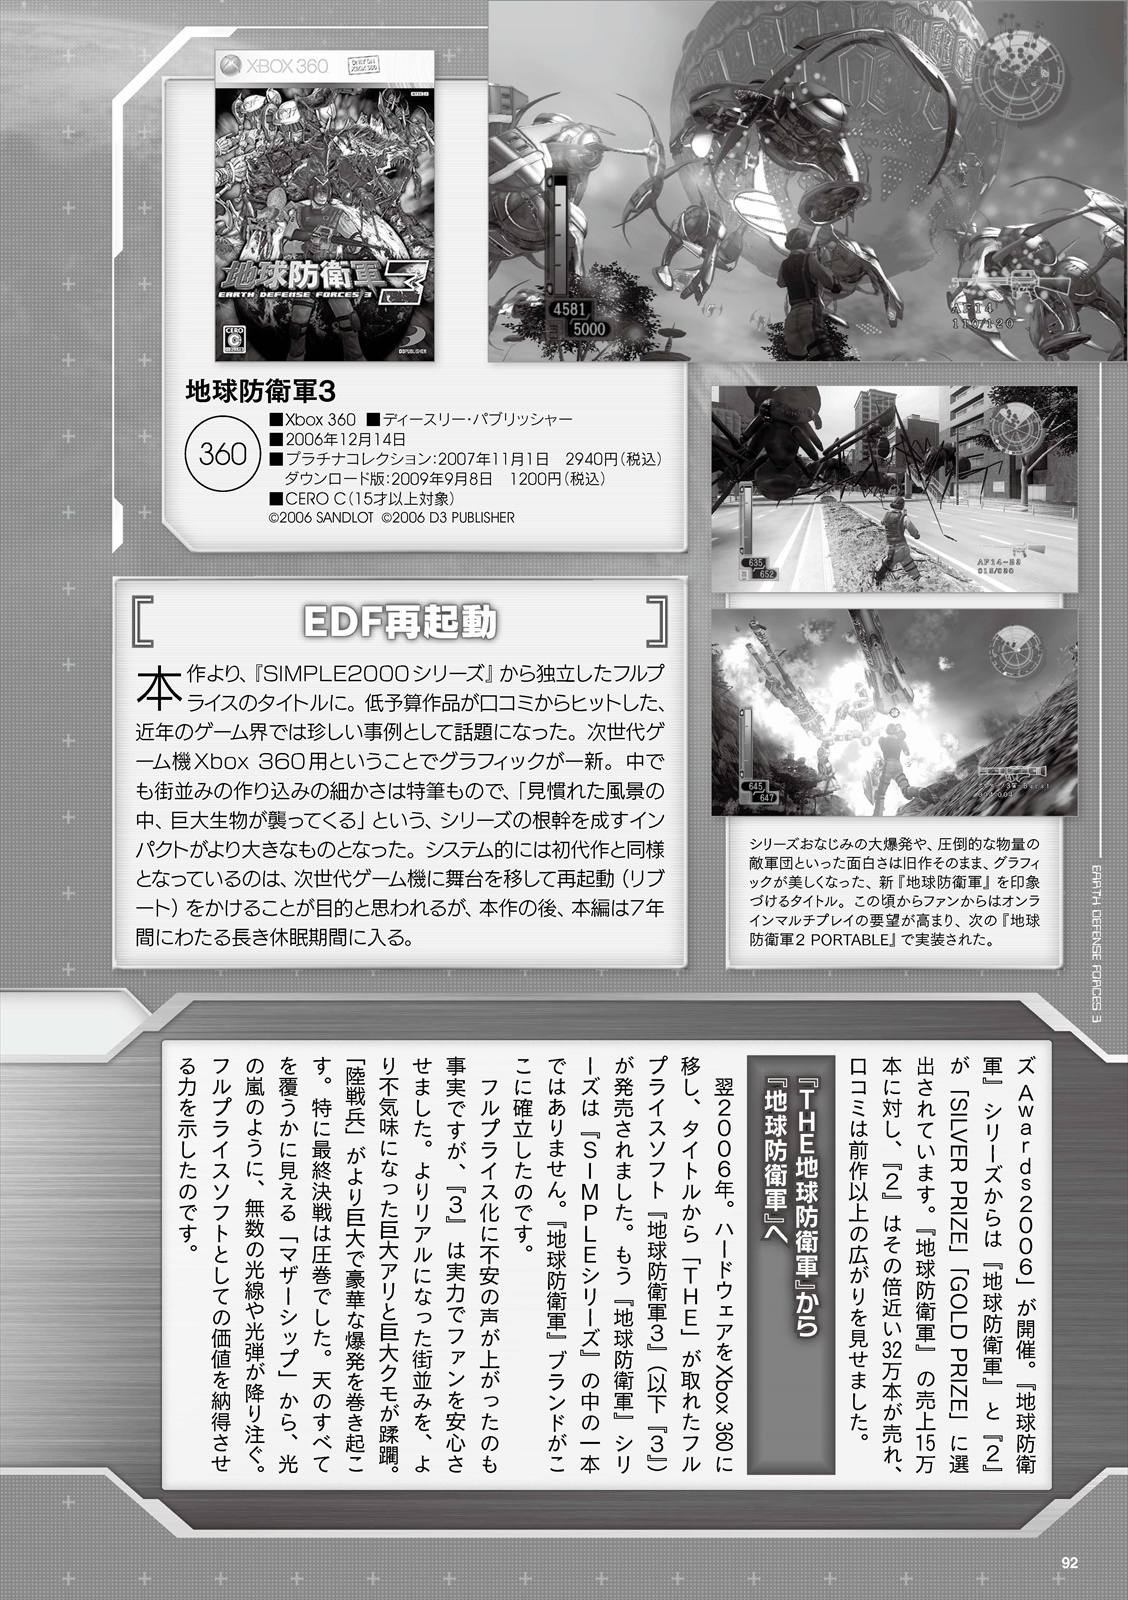 XBOX 360
ONLY ON XBOX 360
地球防衛軍3
EARTH DEFENSE FORCES 3
CERO
C
D3PUBLISHER
4581
5000
AF14
110/120
地球防衛軍3
360
■Xbox 360 ■ディースリー・パブリッシャー
■2006年12月14日
■プラチナコレクション：2007年11月1日 2940円（税込）
ダウンロード版：2009年9月8日 1200円（税込）
■CERO C（15才以上対象）
©2006 SANDLOT ©2006 D3 PUBLISHER
635
652
645
647
EDF再起動
本作より、『SIMPLE2000シリーズ』から独立したフルプ
ライスのタイトルに。低予算作品が口コミからヒットした、
近年のゲーム界では珍しい事例として話題になった。次世代ゲ
ーム機Xbox 360用ということでグラフィックが一新。中で
も街並みの作り込みの細かさは特筆もので、「見慣れた風景の
中、巨大生物が襲ってくる」という、シリーズの根幹を成すイン
パクトがより大きなものとなった。システム的には初代作と同様
となっているのは、次世代ゲーム機に舞台を移して再起動（リブ
ート）をかけることが目的と思われるが、本作の後、本編は7年
間にわたる長き休眠期間に入る。
シリーズおなじみの大爆発や、圧倒的な物量の
敵軍団といった面白さは旧作そのまま、グラフィ
ックが美しくなった、新『地球防衛軍』を印象
づけるタイトル。この頃からファンからはオンラ
インマルチプレイの要望が高まり、次の『地球
防衛軍2 PORTABLE』で実装された。
EARTH DEFENSE FORCES 3
ズAwards2006」が開催。『地球防衛
軍』シリーズからは『地球防衛軍』と『2』
が「SILVER PRIZE」「GOLD PRIZE」に選
出されています。『地球防衛軍』の売上15万
本に対し、『2』はその倍近い32万本が売れ、
口コミは前作以上の広がりを見せました。
『THE地球防衛軍』から
『地球防衛軍』へ
翌2006年。ハードウェアをXbox 360に
移し、タイトルから「THE」が取れたフル
プライスソフト『地球防衛軍3』（以下『3』）
が発売されました。もう『地球防衛軍』シリ
ーズは『SIMPLEシリーズ』の中の一本
ではありません。『地球防衛軍』ブランドがこ
こに確立したのです。
フルプライス化に不安の声が上がったのも
事実ですが、『3』は実力でファンを安心さ
せました。よりリアルになった街並みを、よ
り不気味になった巨大アリと巨大クモが蹂躙。
「陸戦兵」がより巨大で豪華な爆発を巻き起こ
す。特に最終決戦は圧巻でした。天のすべて
を覆うかに見える「マザーシップ」から、光
の嵐のように、無数の光線や光弾が降り注ぐ。
フルプライスソフトとしての価値を納得させ
る力を示したのです。
92